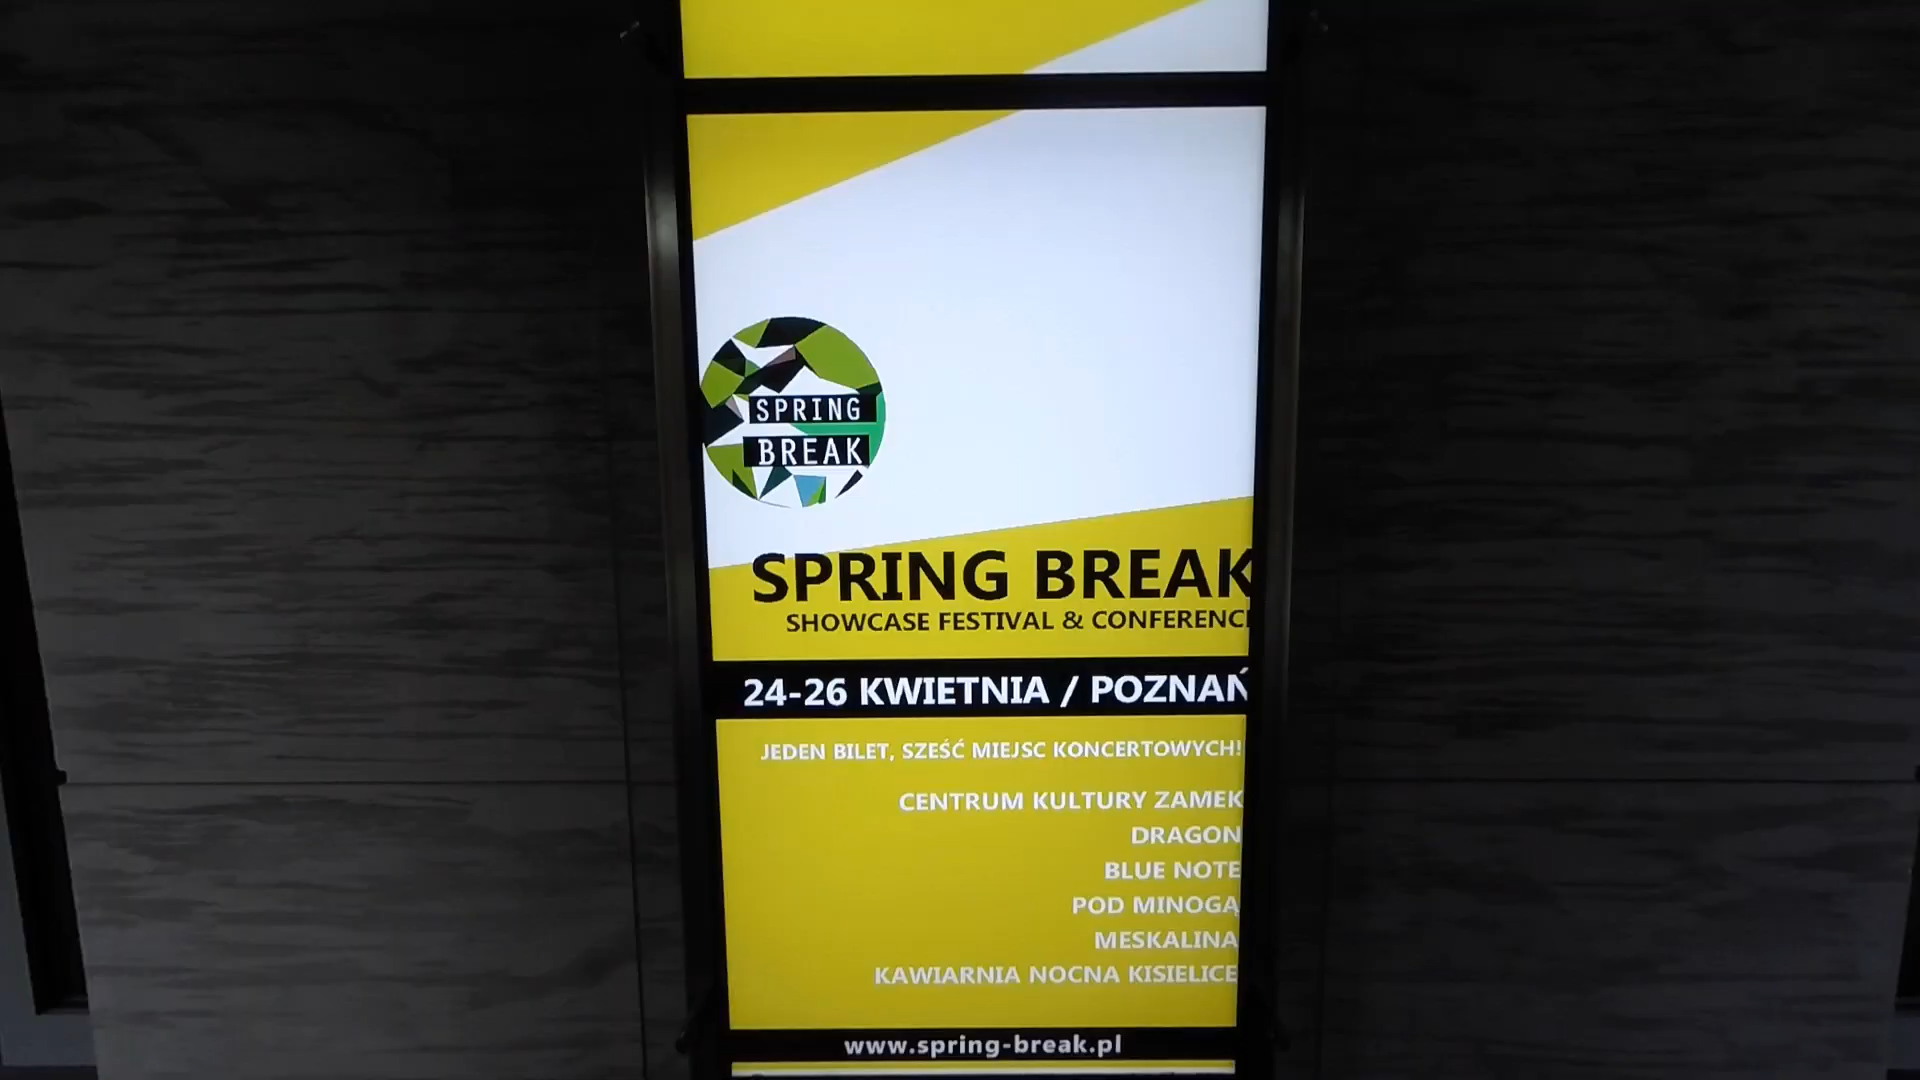 SPRING
BREAK
SPRING BREAK
SHOWCASE FESTIVAL & CONFERENC
24-26 KWIETNIA / POZNAŃ
JEDEN BILET, SZEŚĆ MIEJSC KONCERTOWYCH!
CENTRUM KULTURY ZAMEK
DRAGON
BLUE NOTE
POD MINOGĄ
MESKALINA
KAWIARNIA NOCNA KISIELICE
www.spring-break.pl